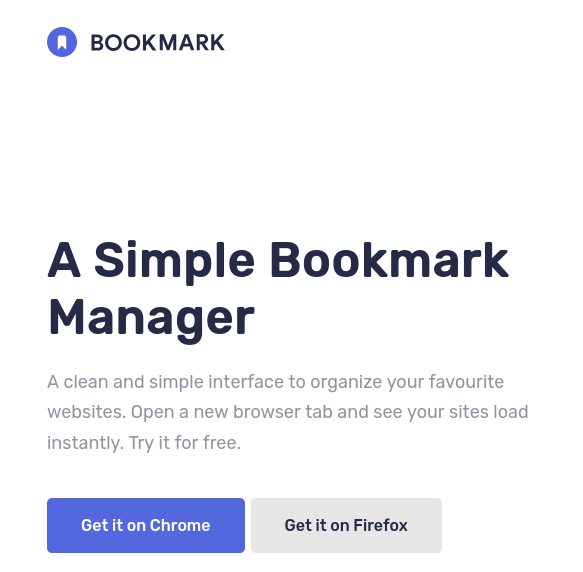 BOOKMARK
A Simple Bookmark
Manager
A clean and simple interface to organize your favourite
websites. Open a new browser tab and see your sites load
instantly. Try it for free.
Get it on Chrome
Get it on Firefox